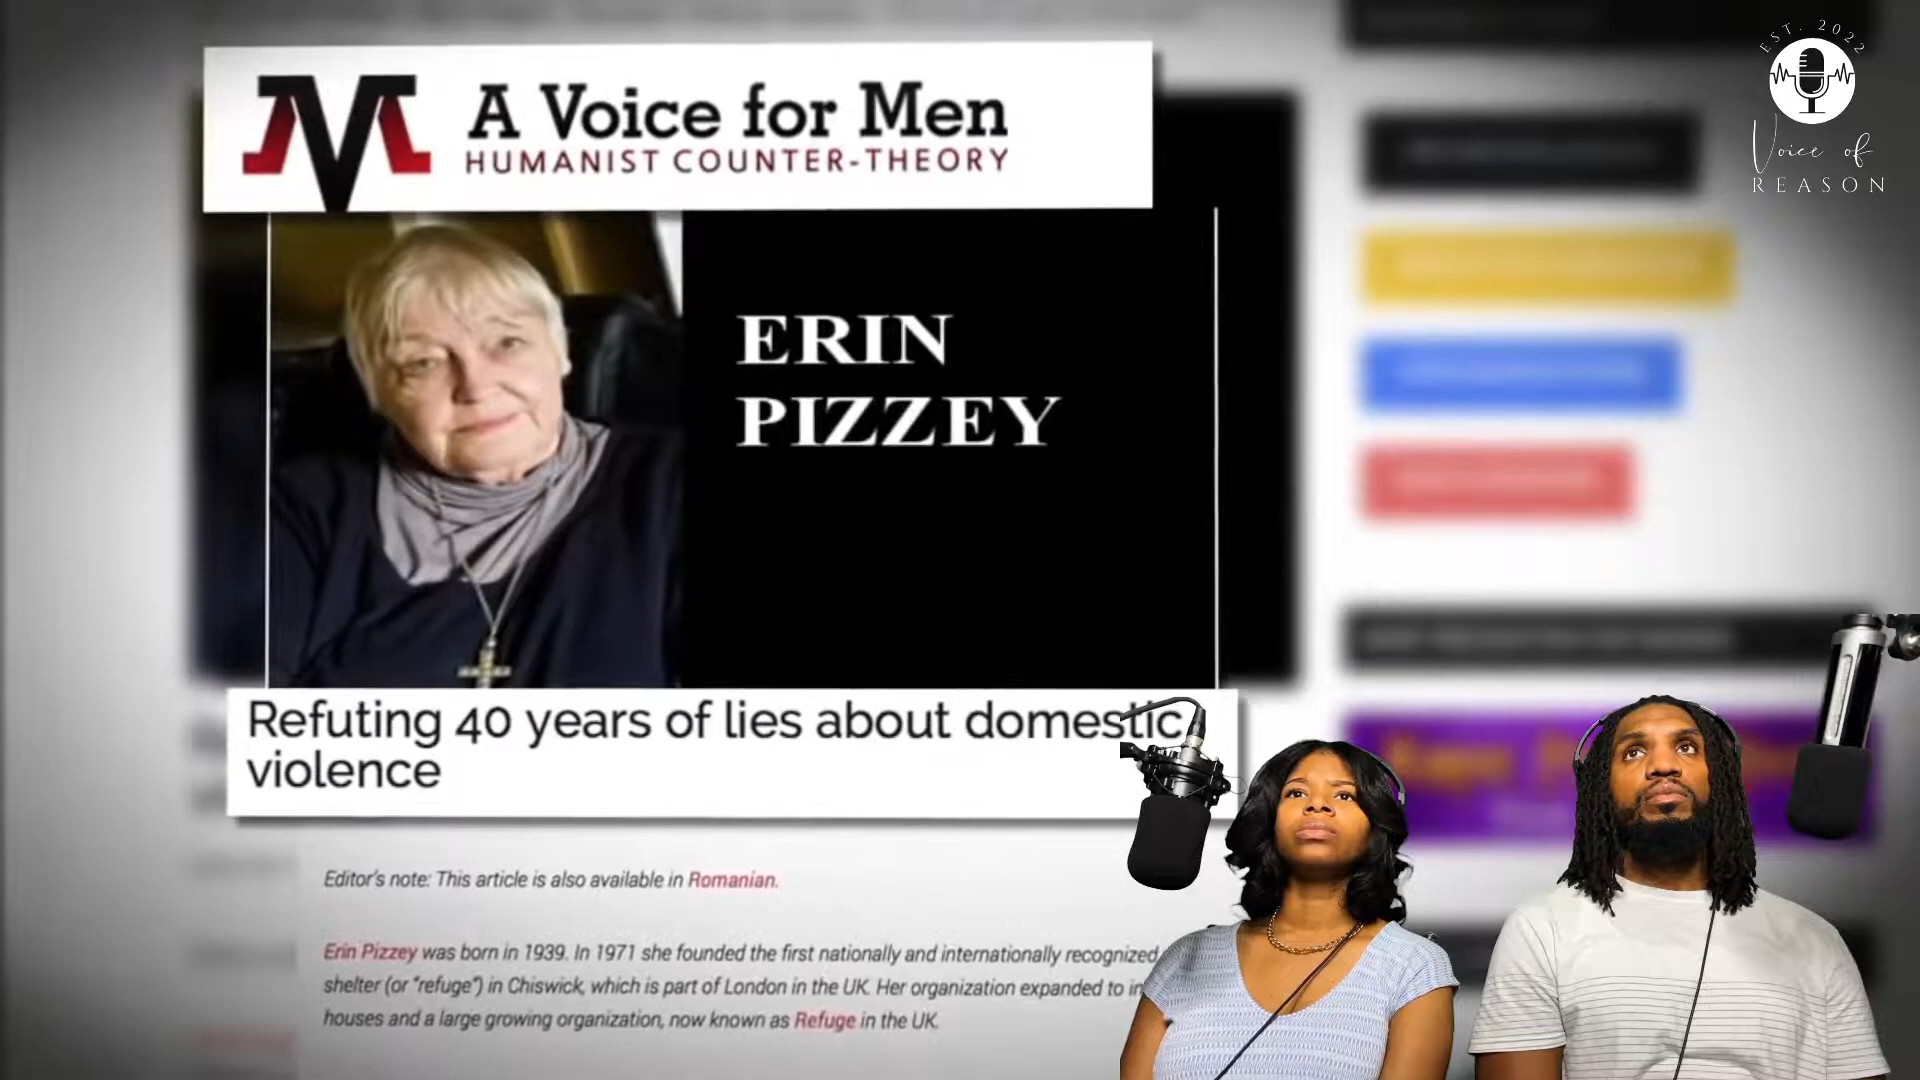 EST. 2022
Voice of
REASON
A Voice for Men
HUMANIST COUNTER-THEORY
ERIN
PIZZEY
Refuting 40 years of lies about domestic
violence
Editor's note: This article is also available in Romanian.
Erin Pizzey was born in 1939. In 1971 she founded the first nationally and internationally recognized
shelter (or "refuge") in Chiswick, which is part of London in the UK. Her organization expanded to
houses and a large growing organization, now known as Refuge in the UK.